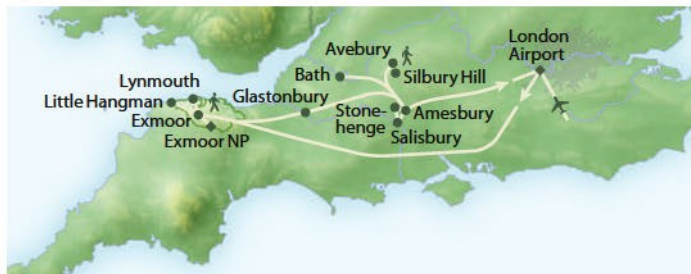 London
Airport
Avebury
Silbury Hill
Bath
Lynmouth
Little Hangman
Glastonbury
Exmoor
Exmoor NP
Stone-
henge
Amesbury
Salisbury